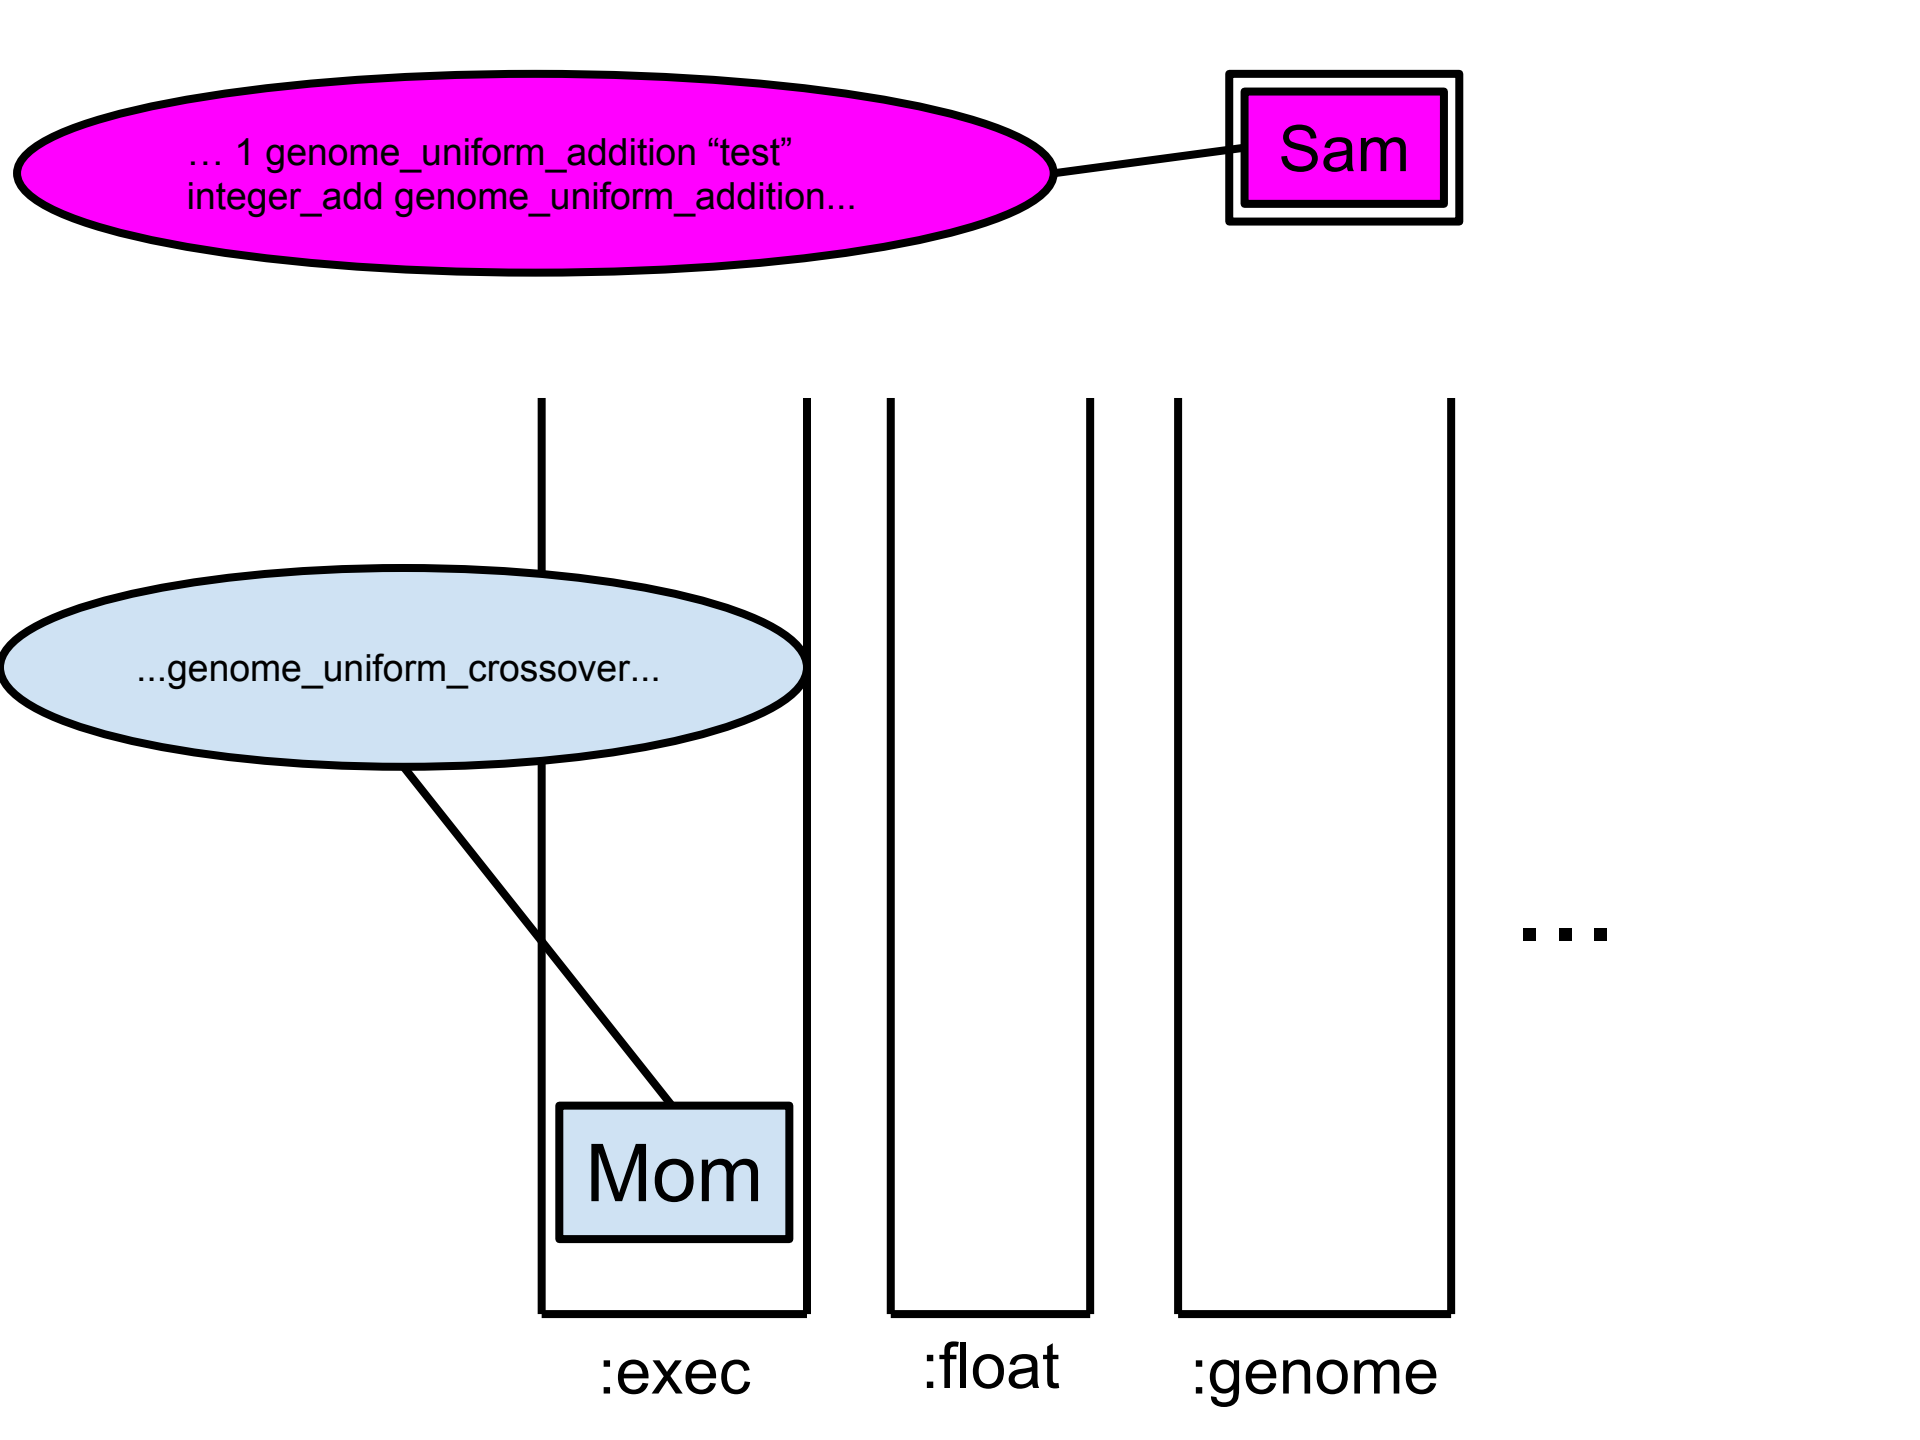 … 1 genome_uniform_addition “test”
integer_add genome_uniform_addition...
Sam
...genome_uniform_crossover...
...
Mom
:exec
:float
:genome